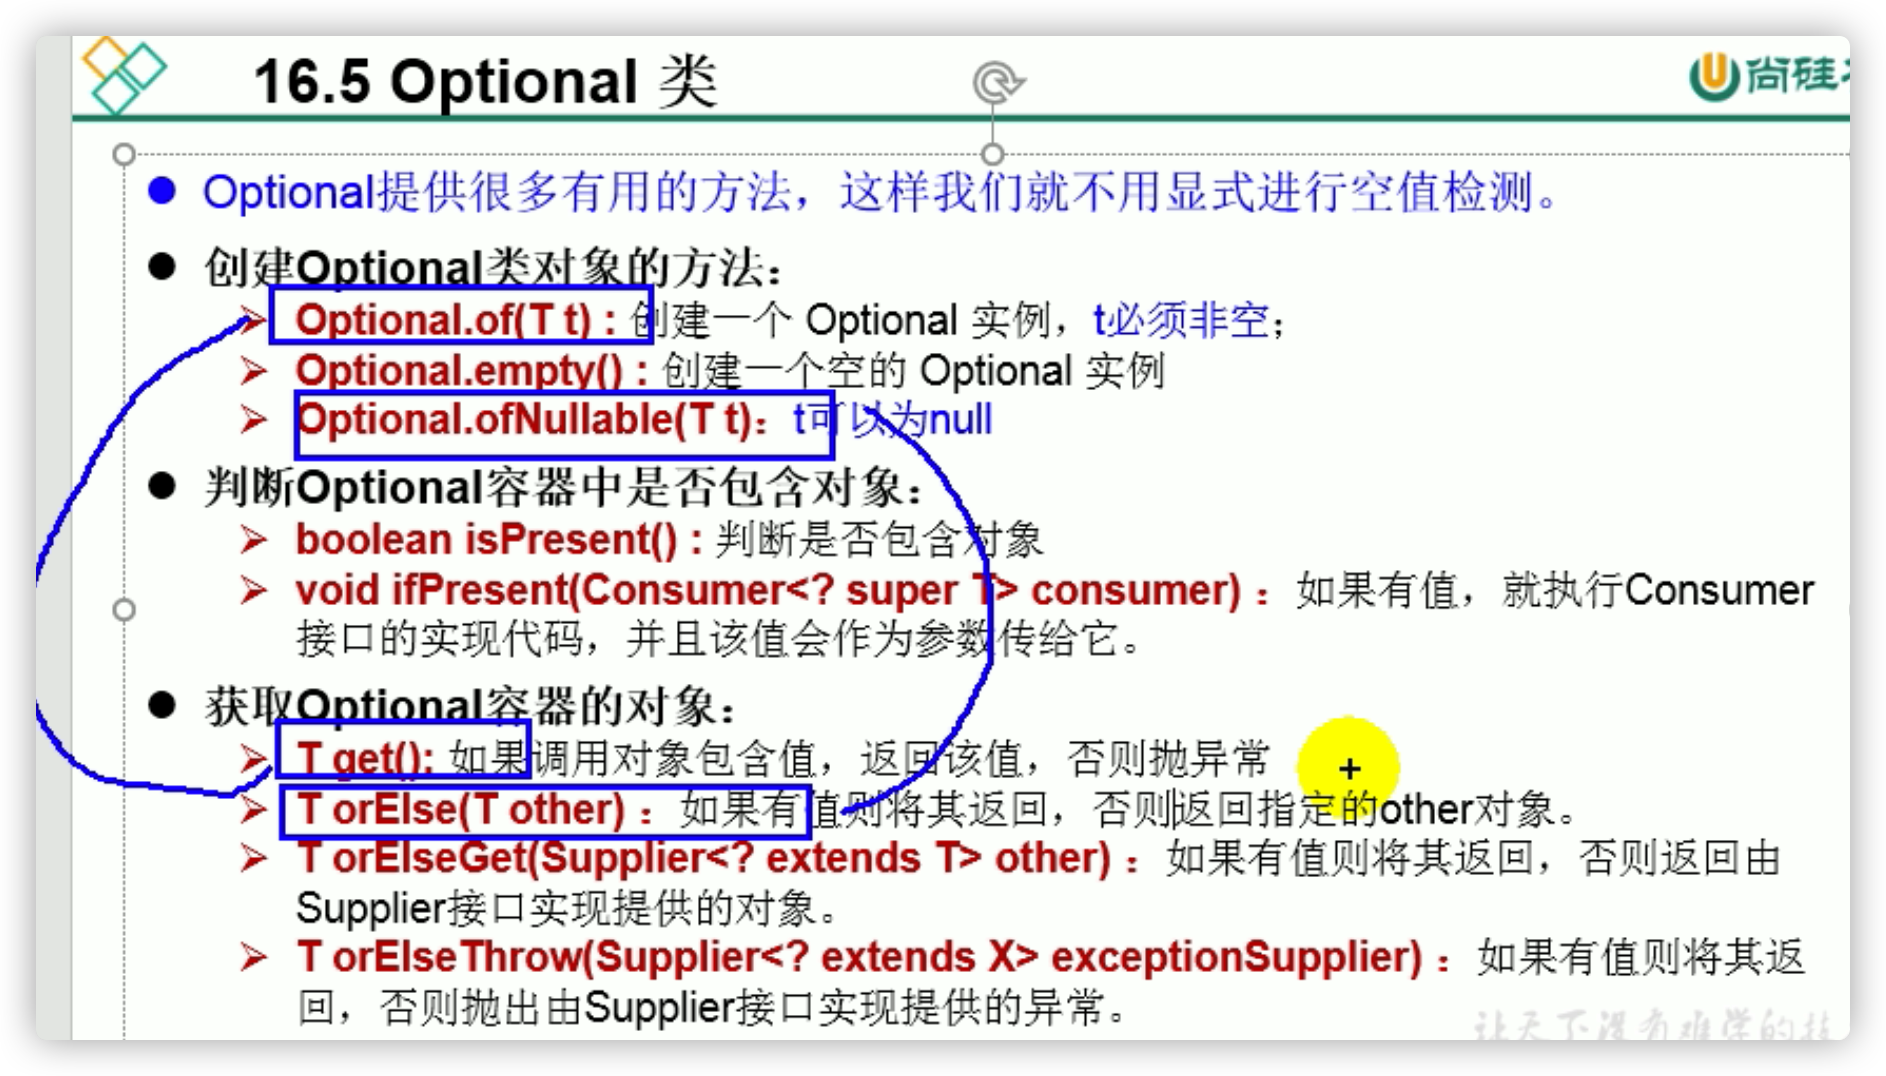 16.5 Optional 类
尚硅
Optional提供很多有用的方法，这样我们就不用显式进行空值检测。
创建Optional类对象的方法：
Optional.of(T t) : 创建一个 Optional 实例，t必须非空；
Optional.empty() : 创建一个空的 Optional 实例
Optional.ofNullable(T t)：t可以为null
判断Optional容器中是否包含对象：
boolean isPresent() : 判断是否包含对象
void ifPresent(Consumer<? super T> consumer) ：如果有值，就执行Consumer
接口的实现代码，并且该值会作为参数传给它。
获取Optional容器的对象：
T get(): 如果调用对象包含值，返回该值，否则抛异常
T orElse(T other) ：如果有值则将其返回，否则返回指定的other对象。
T orElseGet(Supplier<? extends T> other) ：如果有值则将其返回，否则返回由
Supplier接口实现提供的对象。
T orElseThrow(Supplier<? extends X> exceptionSupplier) ：如果有值则将其返
回，否则抛出由Supplier接口实现提供的异常。
让天下没有难学的技